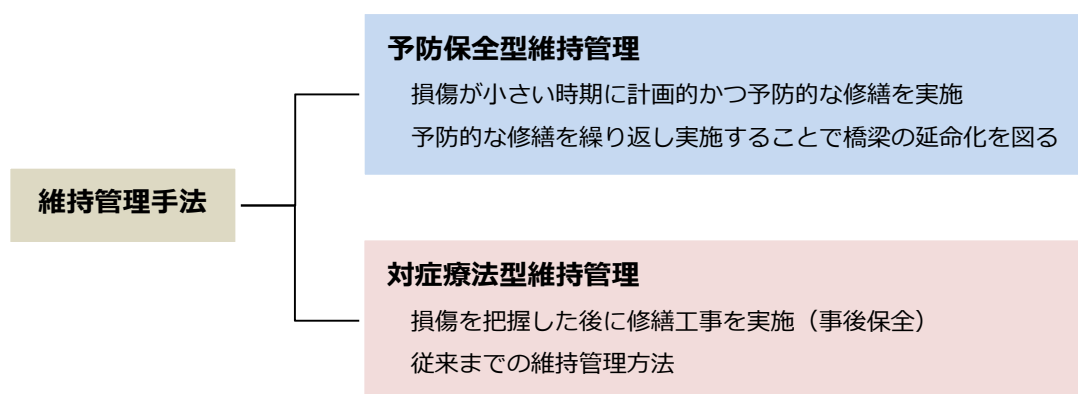 維持管理手法
予防保全型維持管理
損傷が小さい時期に計画的かつ予防的な修繕を実施
予防的な修繕を繰り返し実施することで橋梁の延命化を図る
対症療法型維持管理
損傷を把握した後に修繕工事を実施（事後保全）
従来までの維持管理方法